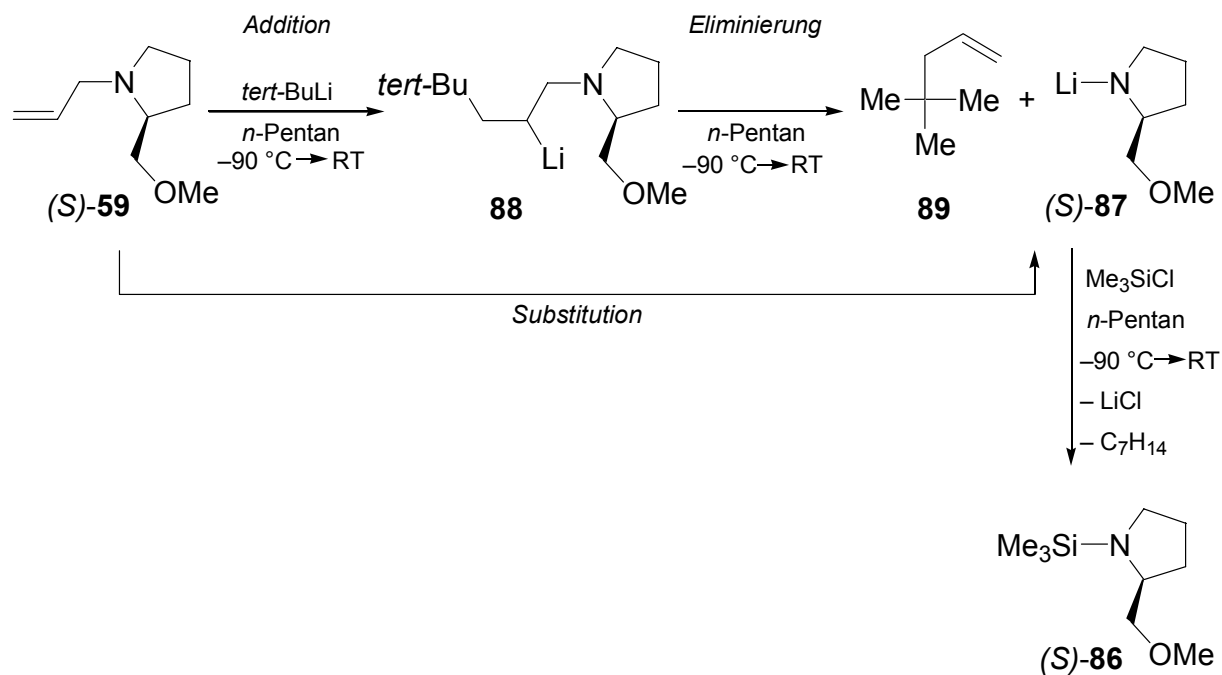 Addition
Eliminierung
N
OMe
(S)-59
tert-BuLi
n-Pentan
–90 °C→RT
tert-Bu
Li
N
OMe
88
n-Pentan
–90 °C→RT
Me
Me
Me
89
+
Li
N
OMe
(S)-87
Substitution
Me₃SiCl
n-Pentan
–90 °C→RT
– LiCl
– C₇H₁₄
Me₃Si
N
OMe
(S)-86